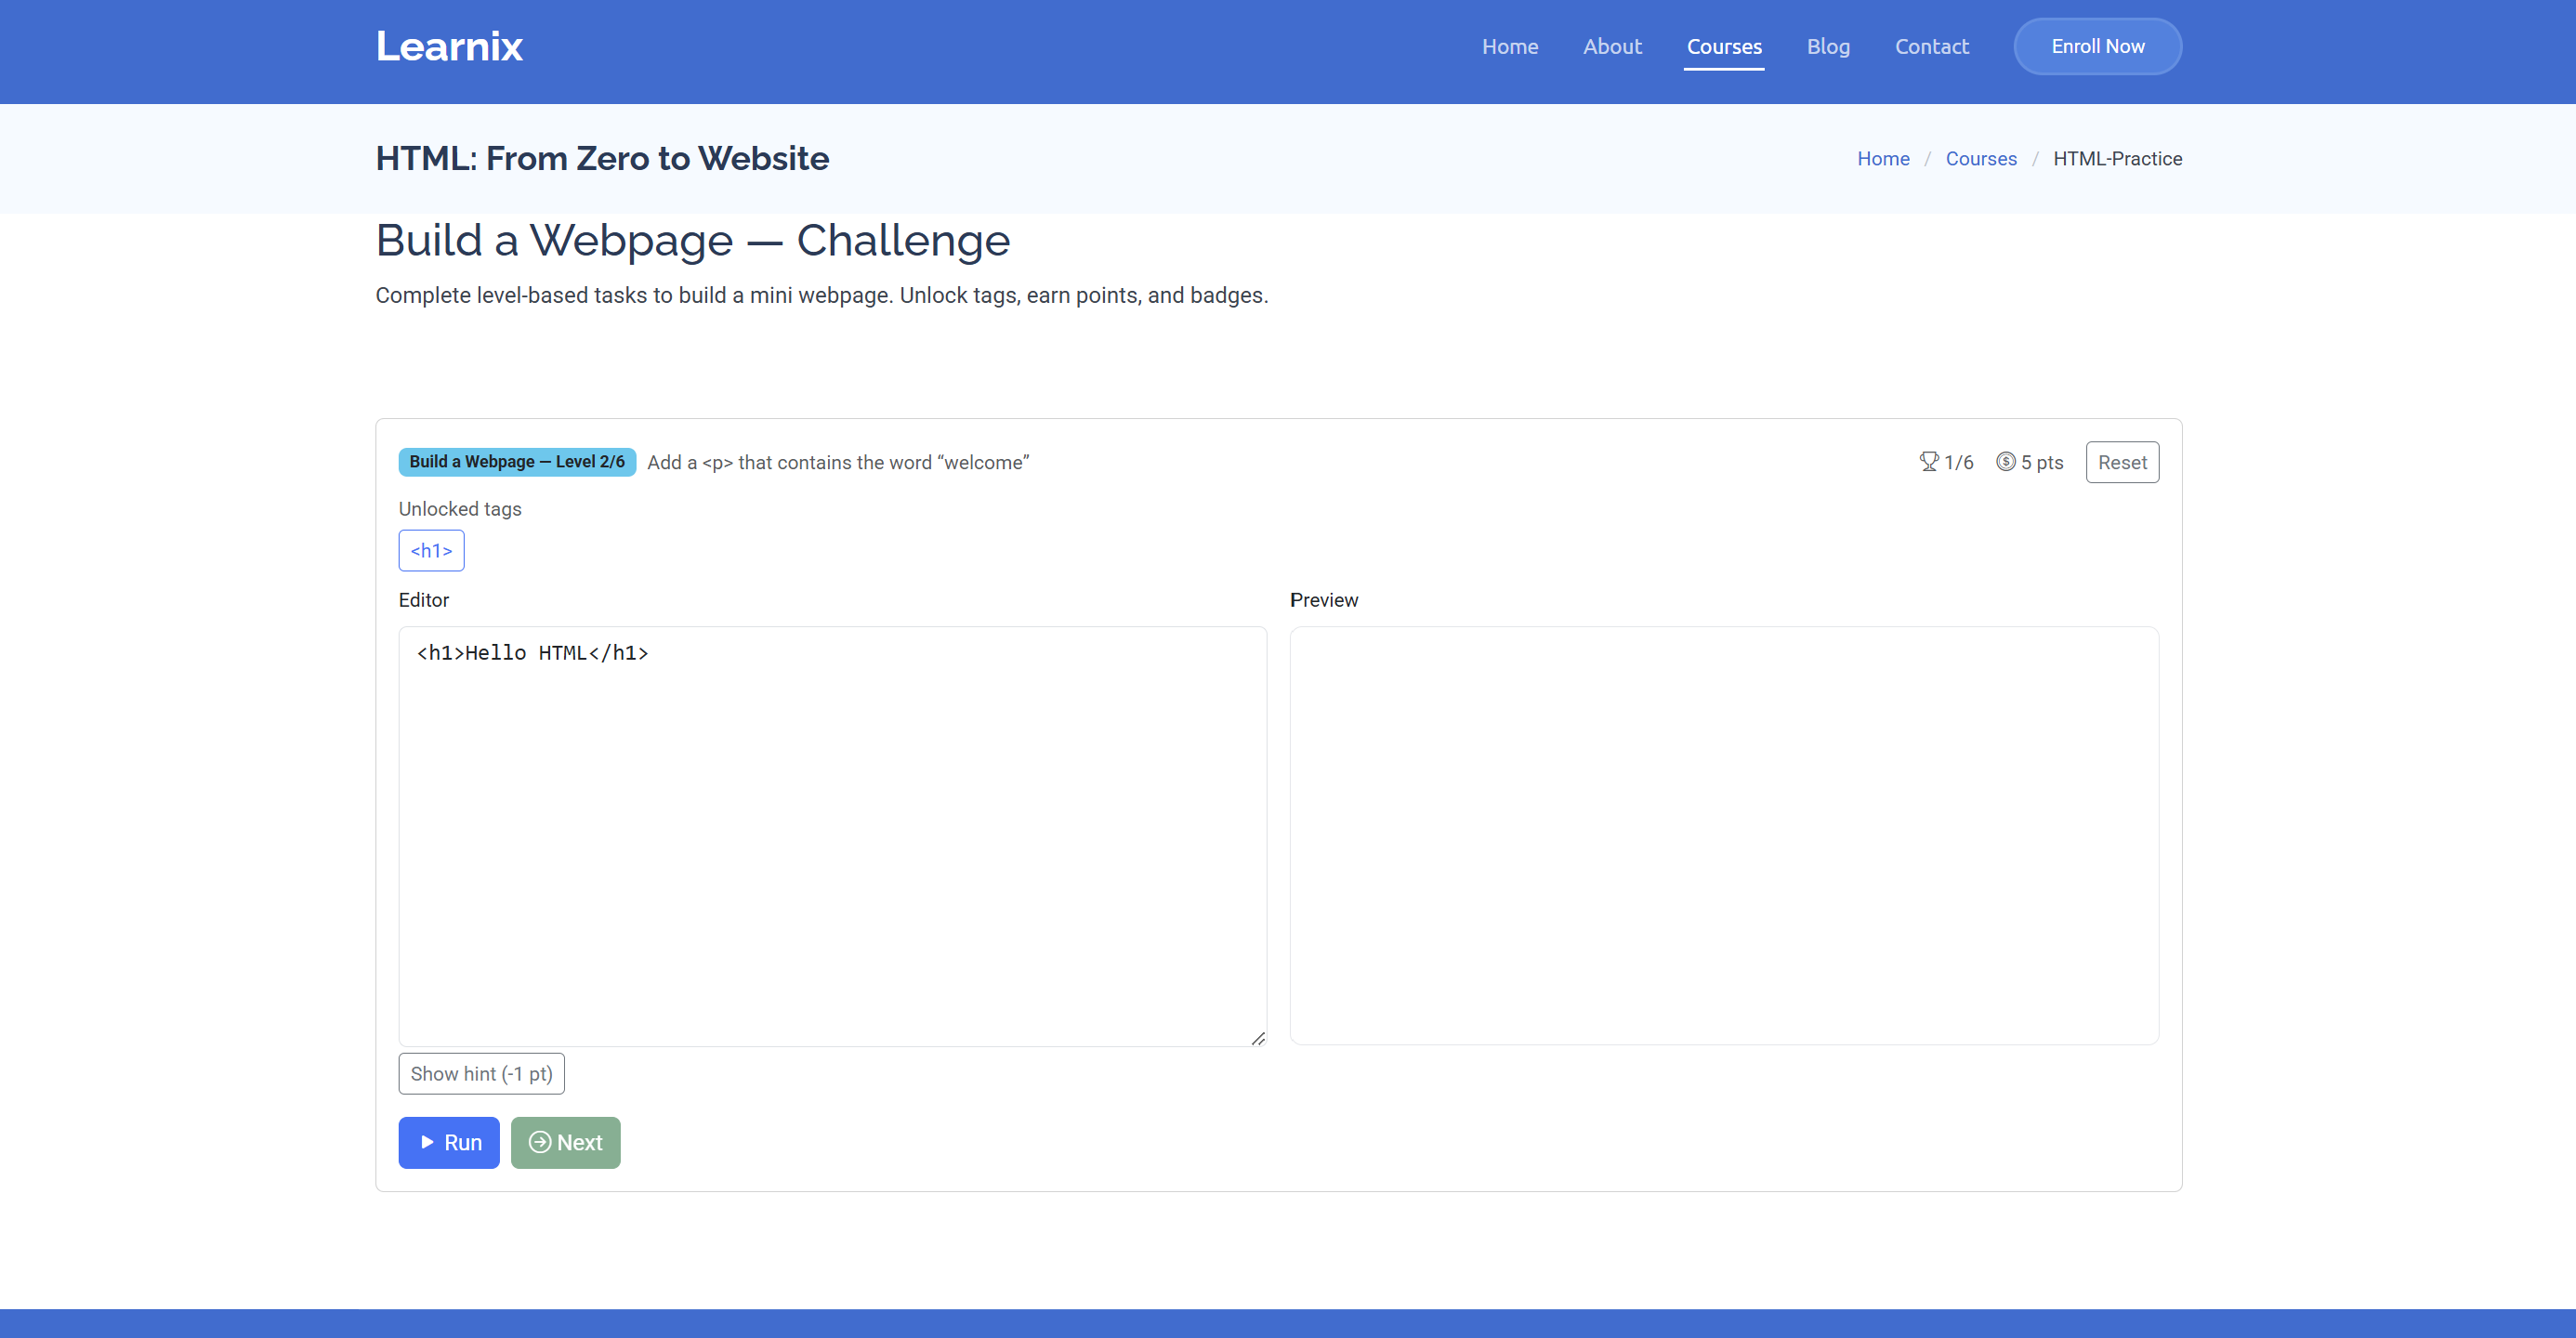 Learnix
Home About Courses Blog Contact Enroll Now
HTML: From Zero to Website
Home / Courses / HTML-Practice
Build a Webpage — Challenge
Complete level-based tasks to build a mini webpage. Unlock tags, earn points, and badges.
Build a Webpage — Level 2/6 Add a <p> that contains the word “welcome” 1/6 5 pts Reset
Unlocked tags
<h1>
Editor
<h1>Hello HTML</h1>
Preview
Show hint (-1 pt)
Run Next